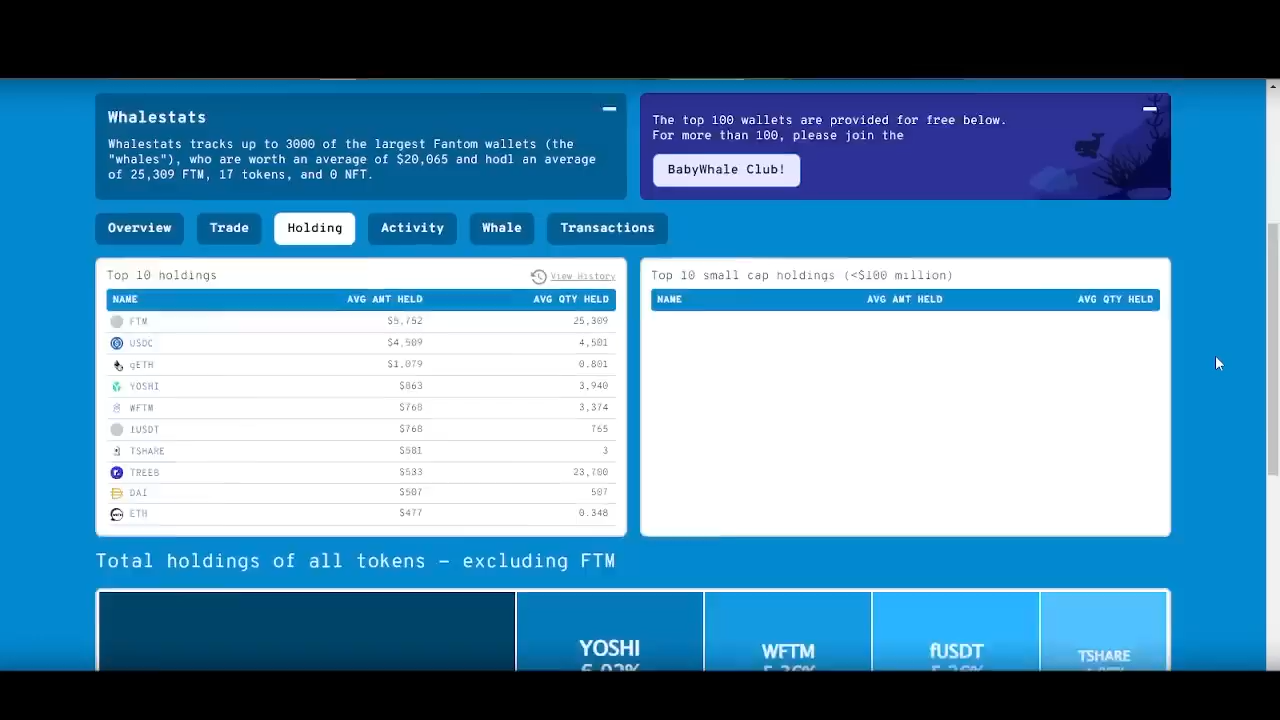 Whalestats
Whalestats tracks up to 3000 of the largest Fantom wallets (the
"whales"), who are worth an average of $20,065 and hodl an average
of 25,309 FTM, 17 tokens, and 0 NFT.
The top 100 wallets are provided for free below.
For more than 100, please join the
BabyWhale Club!
Overview Trade Holding Activity Whale Transactions
Top 10 holdings View History
NAME AVG AMT HELD AVG QTY HELD
FTM $5,752 25,309
USDC $4,509 4,501
gETH $1,079 0.801
YOSHI $863 3,940
WFTM $768 3,374
fUSDT $768 765
TSHARE $581 3
TREEB $533 23,700
DAI $507 507
ETH $477 0.348
Top 10 small cap holdings (<$100 million)
NAME AVG AMT HELD AVG QTY HELD
Total holdings of all tokens - excluding FTM
YOSHI
WFTM
fUSDT
TSHARE